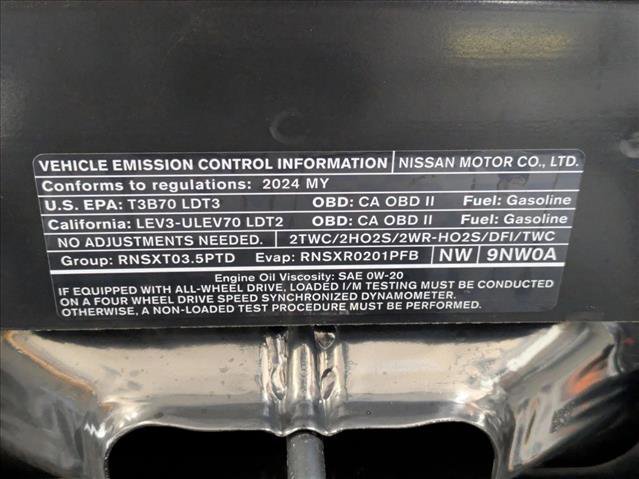 VEHICLE EMISSION CONTROL INFORMATION NISSAN MOTOR CO., LTD.
Conforms to regulations: 2024 MY
U.S. EPA: T3B70 LDT3 OBD: CA OBD II Fuel: Gasoline
California: LEV3-ULEV70 LDT2 OBD: CA OBD II Fuel: Gasoline
NO ADJUSTMENTS NEEDED. 2TWC/2HO2S/2WR-HO2S/DFI/TWC
Group: RNSXT03.5PTD Evap: RNSXR0201PFB NW 9NW0A
Engine Oil Viscosity: SAE 0W-20
IF EQUIPPED WITH ALL-WHEEL DRIVE, LOADED I/M TESTING MUST BE CONDUCTED
ON A FOUR WHEEL DRIVE SPEED SYNCHRONIZED DYNAMOMETER.
OTHERWISE, A NON-LOADED TEST PROCEDURE MUST BE PERFORMED.